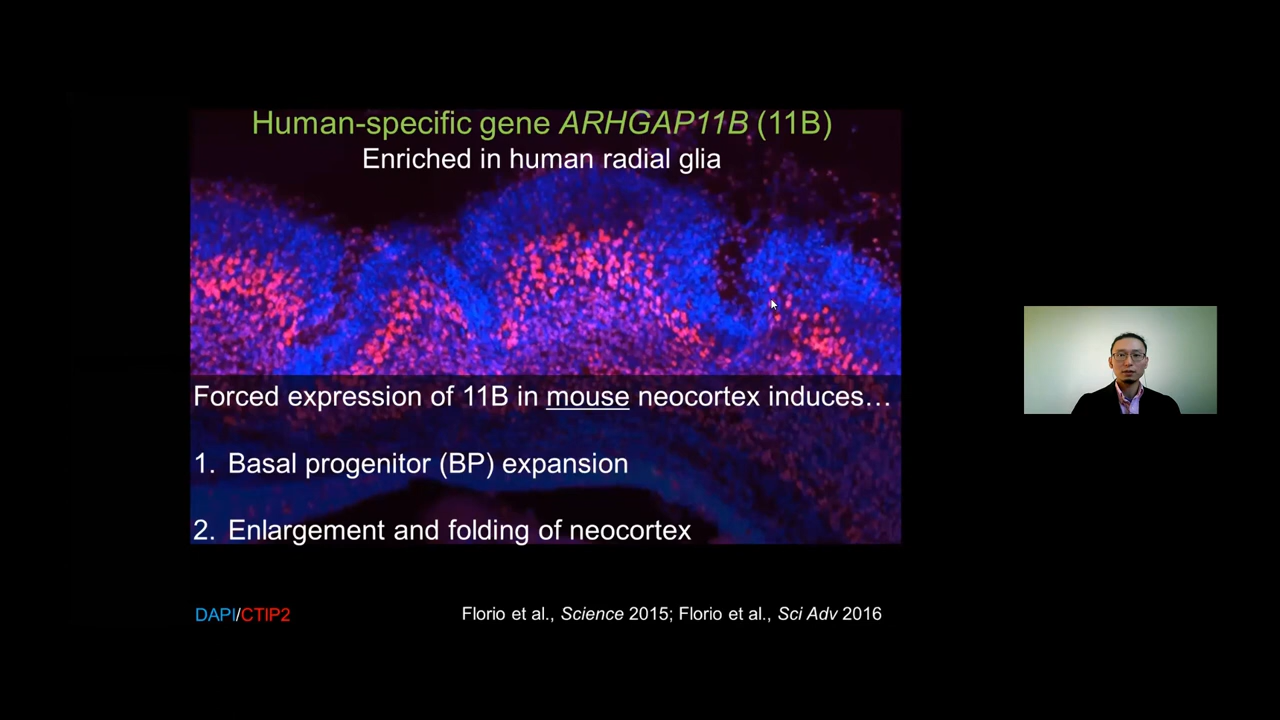 Human-specific gene ARHGAP11B (11B)
Enriched in human radial glia
Forced expression of 11B in mouse neocortex induces…
1. Basal progenitor (BP) expansion
2. Enlargement and folding of neocortex
DAPI/CTIP2
Florio et al., Science 2015; Florio et al., Sci Adv 2016